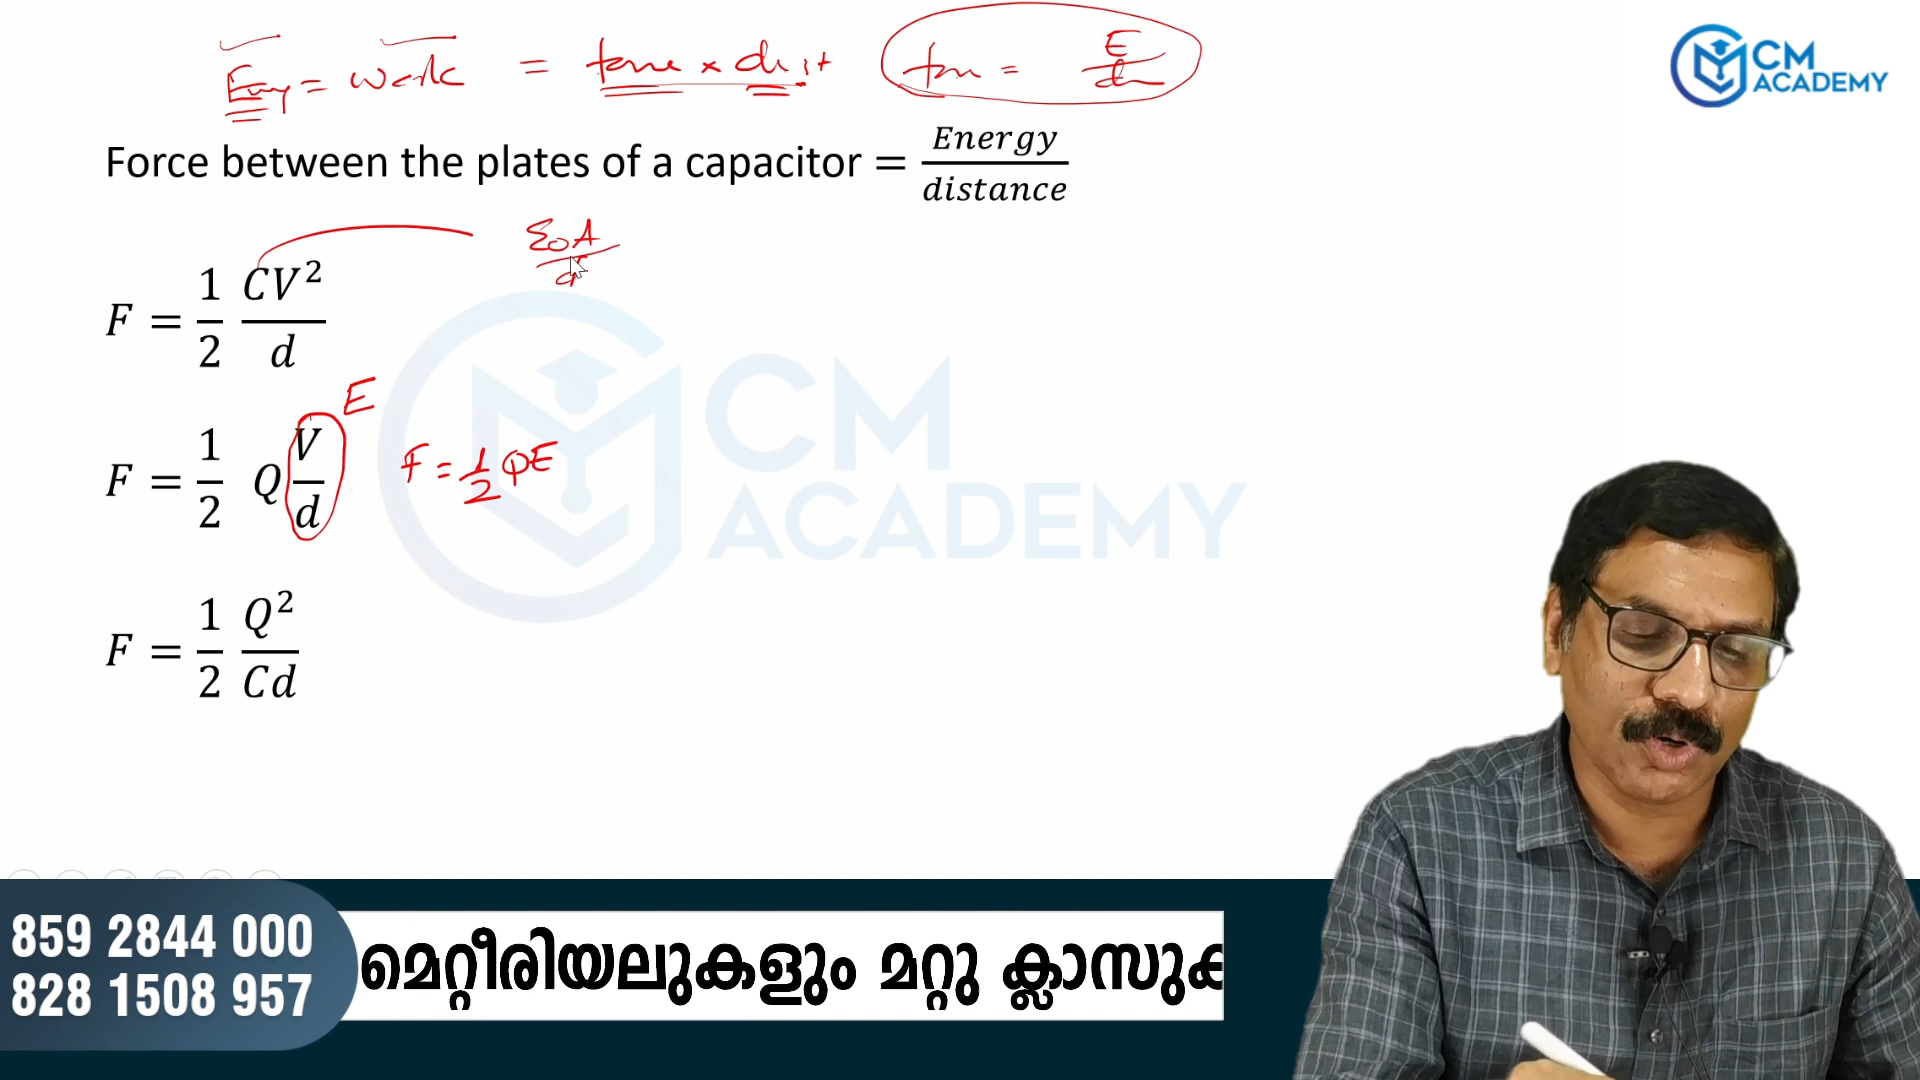 Energy = work = force × dist
force = E/dis
CM ACADEMY
Force between the plates of a capacitor = Energy/distance
ε₀A/d
F = 1/2 CV²/d
E
F = 1/2 Q V/d
F = 1/2 QE
F = 1/2 Q²/Cd
CM ACADEMY
859 2844 000
828 1508 957
മെറ്റീരിയലുകളും മറ്റു ക്ലാസുക